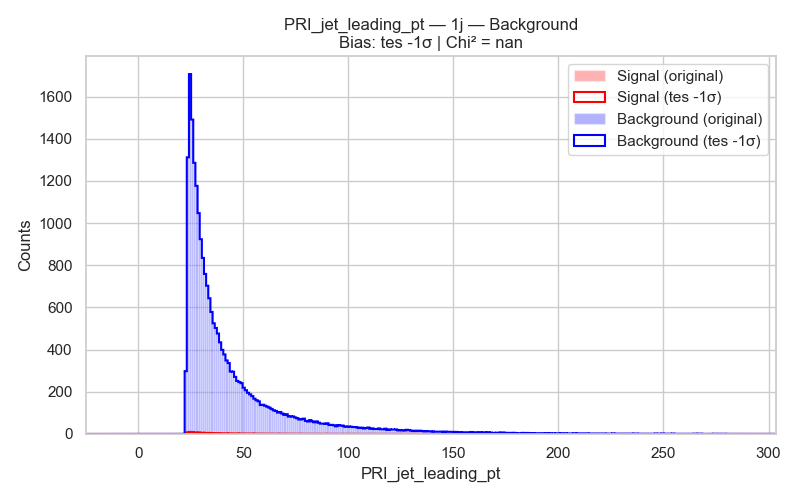 PRI_jet_leading_pt — 1j — Background
Bias: tes -1σ | Chi² = nan
Signal (original)
Signal (tes -1σ)
Background (original)
Background (tes -1σ)
Counts
1600
1400
1200
1000
800
600
400
200
0
0 50 100 150 200 250 300
PRI_jet_leading_pt